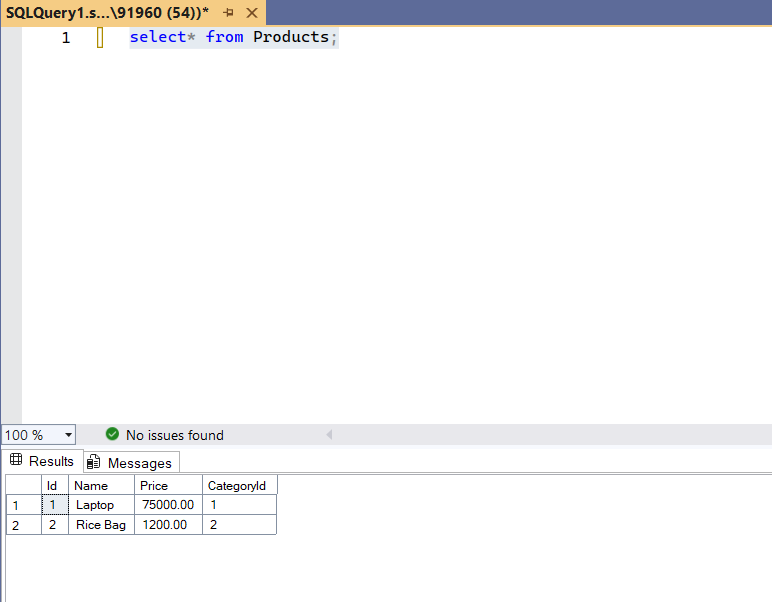 SQLQuery1.s...\91960 (54))*
1 select* from Products;
100 % No issues found
Results Messages
Id Name Price CategoryId
1 1 Laptop 75000.00 1
2 2 Rice Bag 1200.00 2